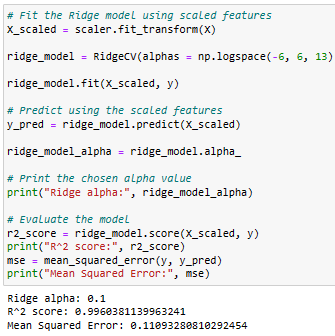 # Fit the Ridge model using scaled features
X_scaled = scaler.fit_transform(X)
ridge_model = RidgeCV(alphas = np.logspace(-6, 6, 13)
ridge_model.fit(X_scaled, y)
# Predict using the scaled features
y_pred = ridge_model.predict(X_scaled)
ridge_model_alpha = ridge_model.alpha_
# Print the chosen alpha value
print("Ridge alpha:", ridge_model_alpha)
# Evaluate the model
r2_score = ridge_model.score(X_scaled, y)
print("R^2 score:", r2_score)
mse = mean_squared_error(y, y_pred)
print("Mean Squared Error:", mse)
Ridge alpha: 0.1
R^2 score: 0.9960381139963241
Mean Squared Error: 0.11093280810292454